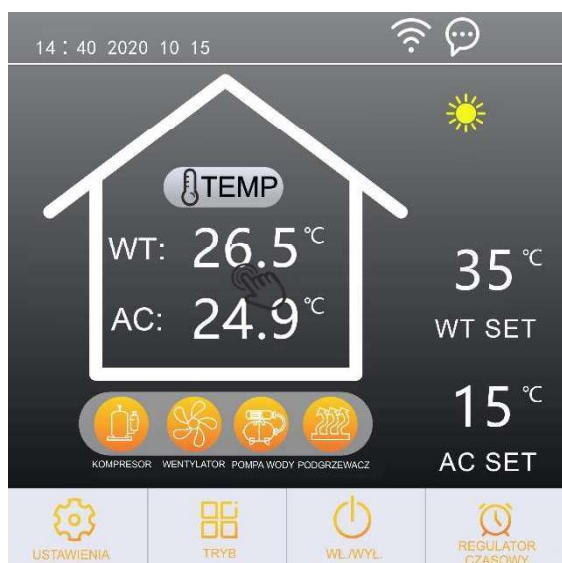 14 : 40 2020 10 15
TEMP
WT: 26.5 °C
AC: 24.9 °C
35 °C
WT SET
15 °C
AC SET
KOMPRESOR WENTYLATOR POMPA WODY PODGRZEWACZ
USTAWIENIA
TRYB
WŁ./WYŁ.
REGULATOR
CZASOWY